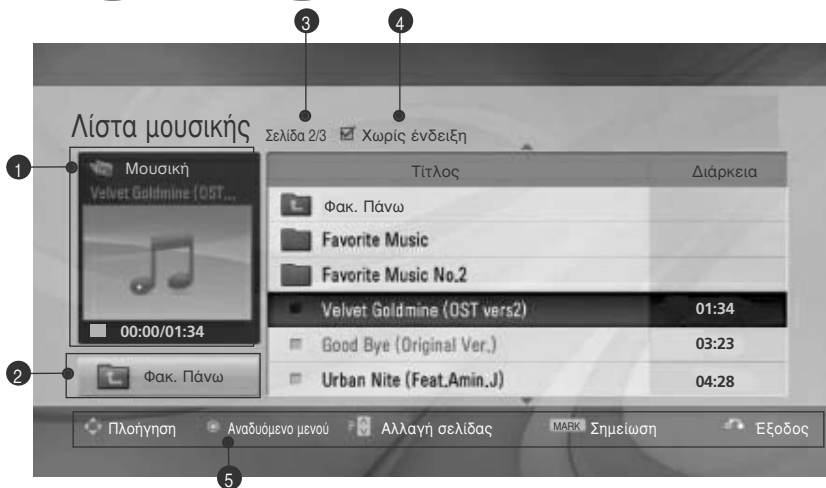 3 4
Λίστα μουσικής Σελίδα 2/3 Χωρίς ένδειξη
1 Μουσική Τίτλος Διάρκεια
Velvet Goldmine (OST...
Φακ. Πάνω
Favorite Music
Favorite Music No.2
Velvet Goldmine (OST vers2) 01:34
00:00/01:34 Good Bye (Original Ver.) 03:23
2 Φακ. Πάνω Urban Nite (Feat.Amin.J) 04:28
Πλοήγηση Αναδυόμενο μενού P Αλλαγή σελίδας MARK Σημείωση Έξοδος
5